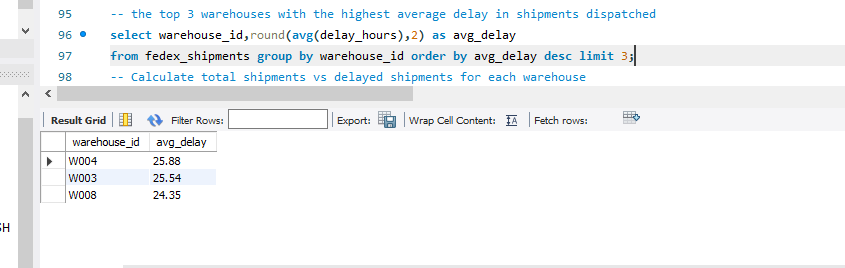 95 -- the top 3 warehouses with the highest average delay in shipments dispatched
96 select warehouse_id,round(avg(delay_hours),2) as avg_delay
97 from fedex_shipments group by warehouse_id order by avg_delay desc limit 3;
98 -- Calculate total shipments vs delayed shipments for each warehouse
Result Grid Filter Rows: Export: Wrap Cell Content: IA Fetch rows:
warehouse_id avg_delay
W004 25.88
W003 25.54
W008 24.35
SH